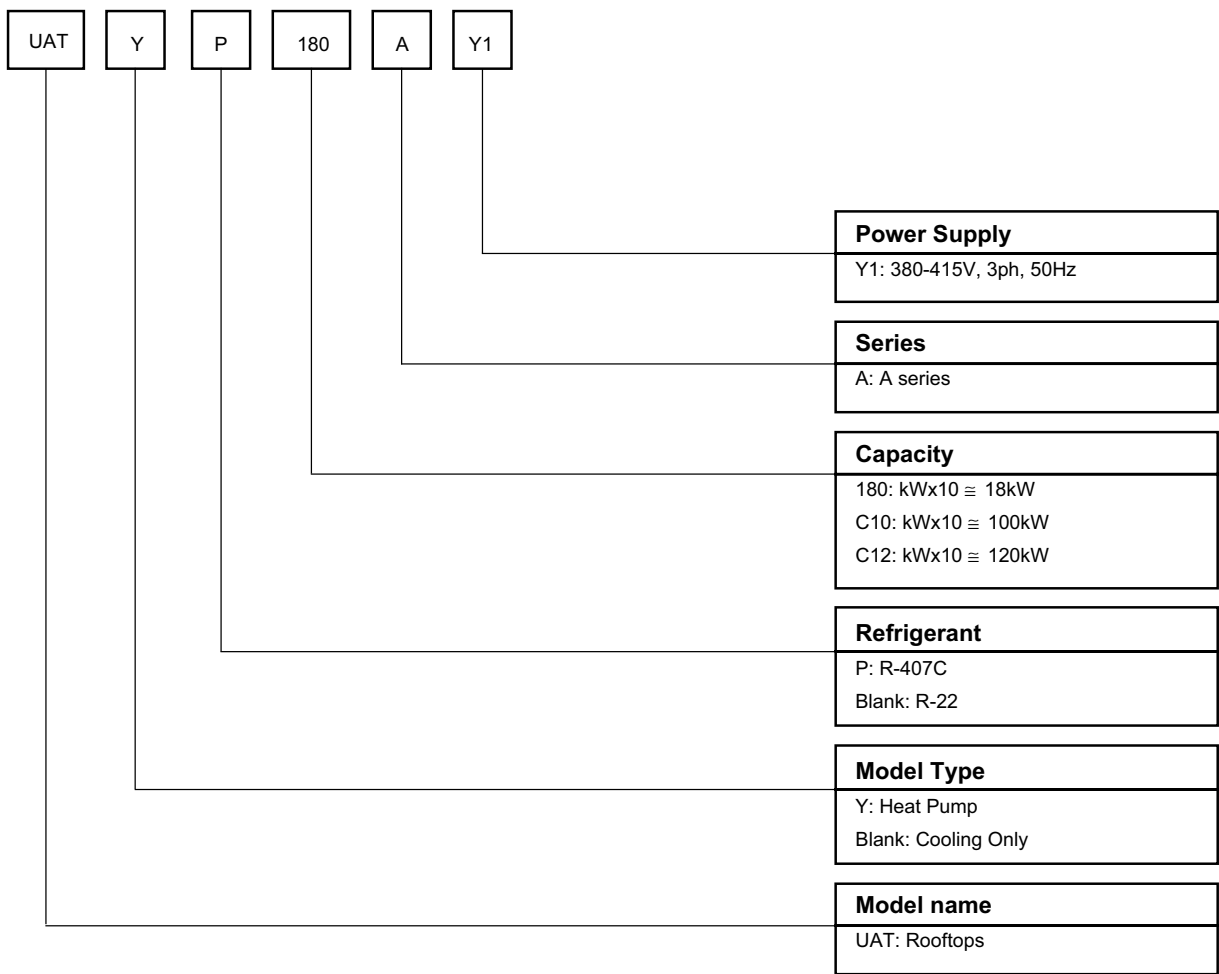 UAT Y P 180 A Y1
Power Supply
Y1: 380-415V, 3ph, 50Hz
Series
A: A series
Capacity
180: kWx10 ≅ 18kW
C10: kWx10 ≅ 100kW
C12: kWx10 ≅ 120kW
Refrigerant
P: R-407C
Blank: R-22
Model Type
Y: Heat Pump
Blank: Cooling Only
Model name
UAT: Rooftops